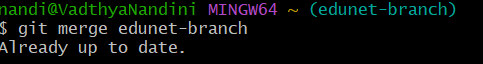 nandi@VadthyaNandini MINGW64 ~ (edunet-branch)
$ git merge edunet-branch
Already up to date.